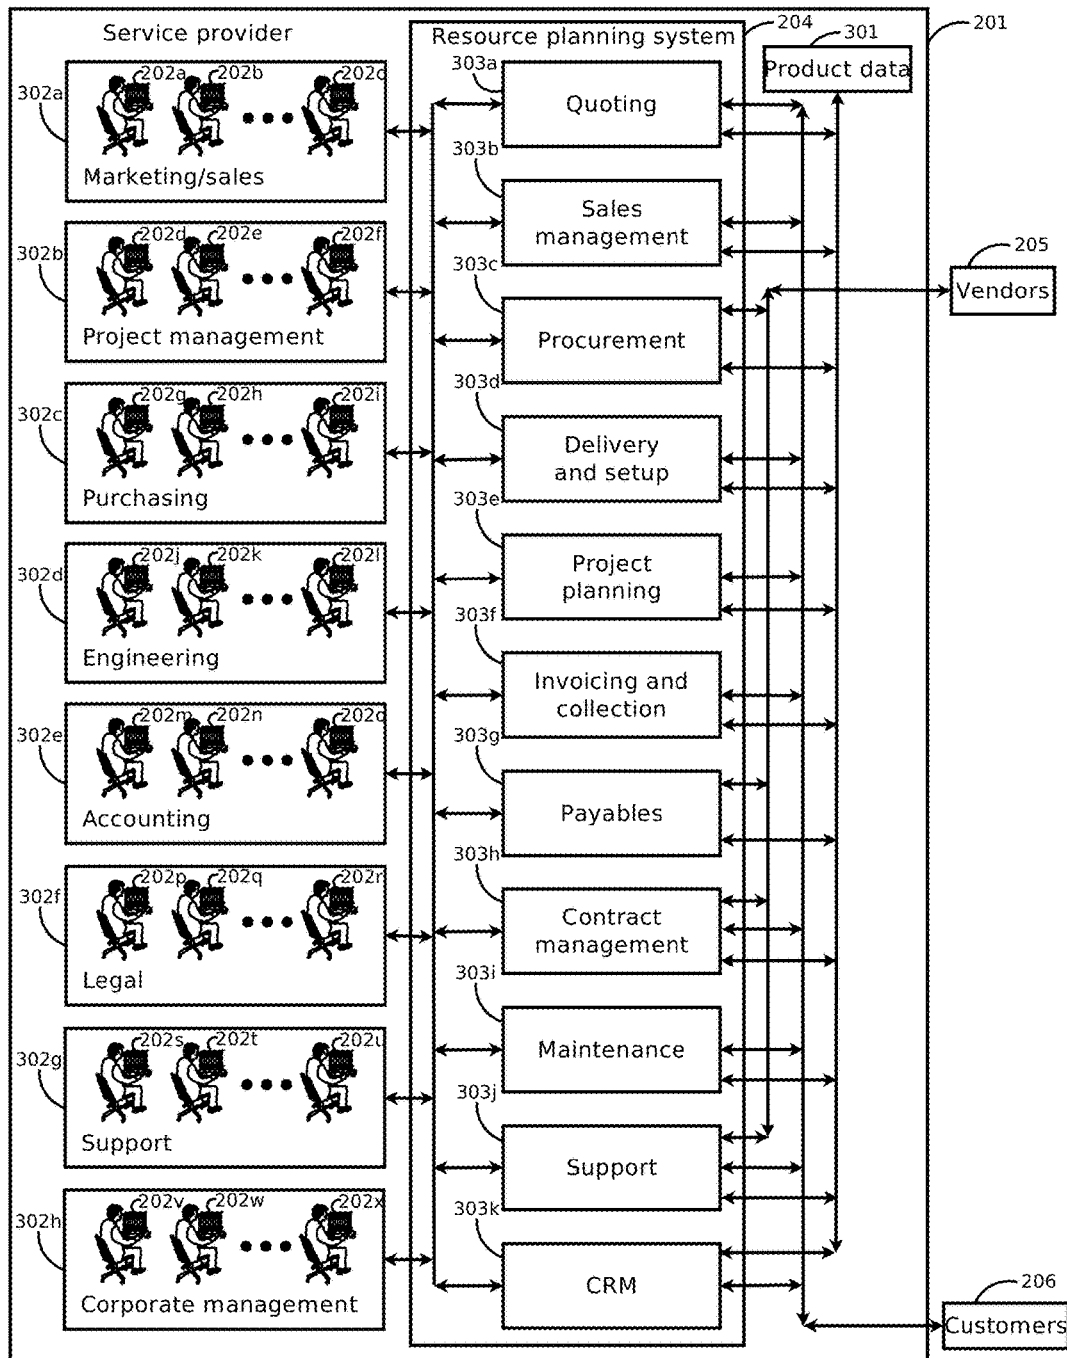 Service provider
Resource planning system
204
301
201
Product data
302a
202a
202b
202c
Marketing/sales
302b
202d
202e
202f
Project management
302c
202g
202h
202i
Purchasing
302d
202j
202k
202l
Engineering
302e
202m
202n
202o
Accounting
302f
202p
202q
202r
Legal
302g
202s
202t
202u
Support
302h
202v
202w
202x
Corporate management
303a
Quoting
303b
Sales
management
303c
Procurement
303d
Delivery
and setup
303e
Project
planning
303f
Invoicing and
collection
303g
Payables
303h
Contract
management
303i
Maintenance
303j
Support
303k
CRM
205
Vendors
206
Customers